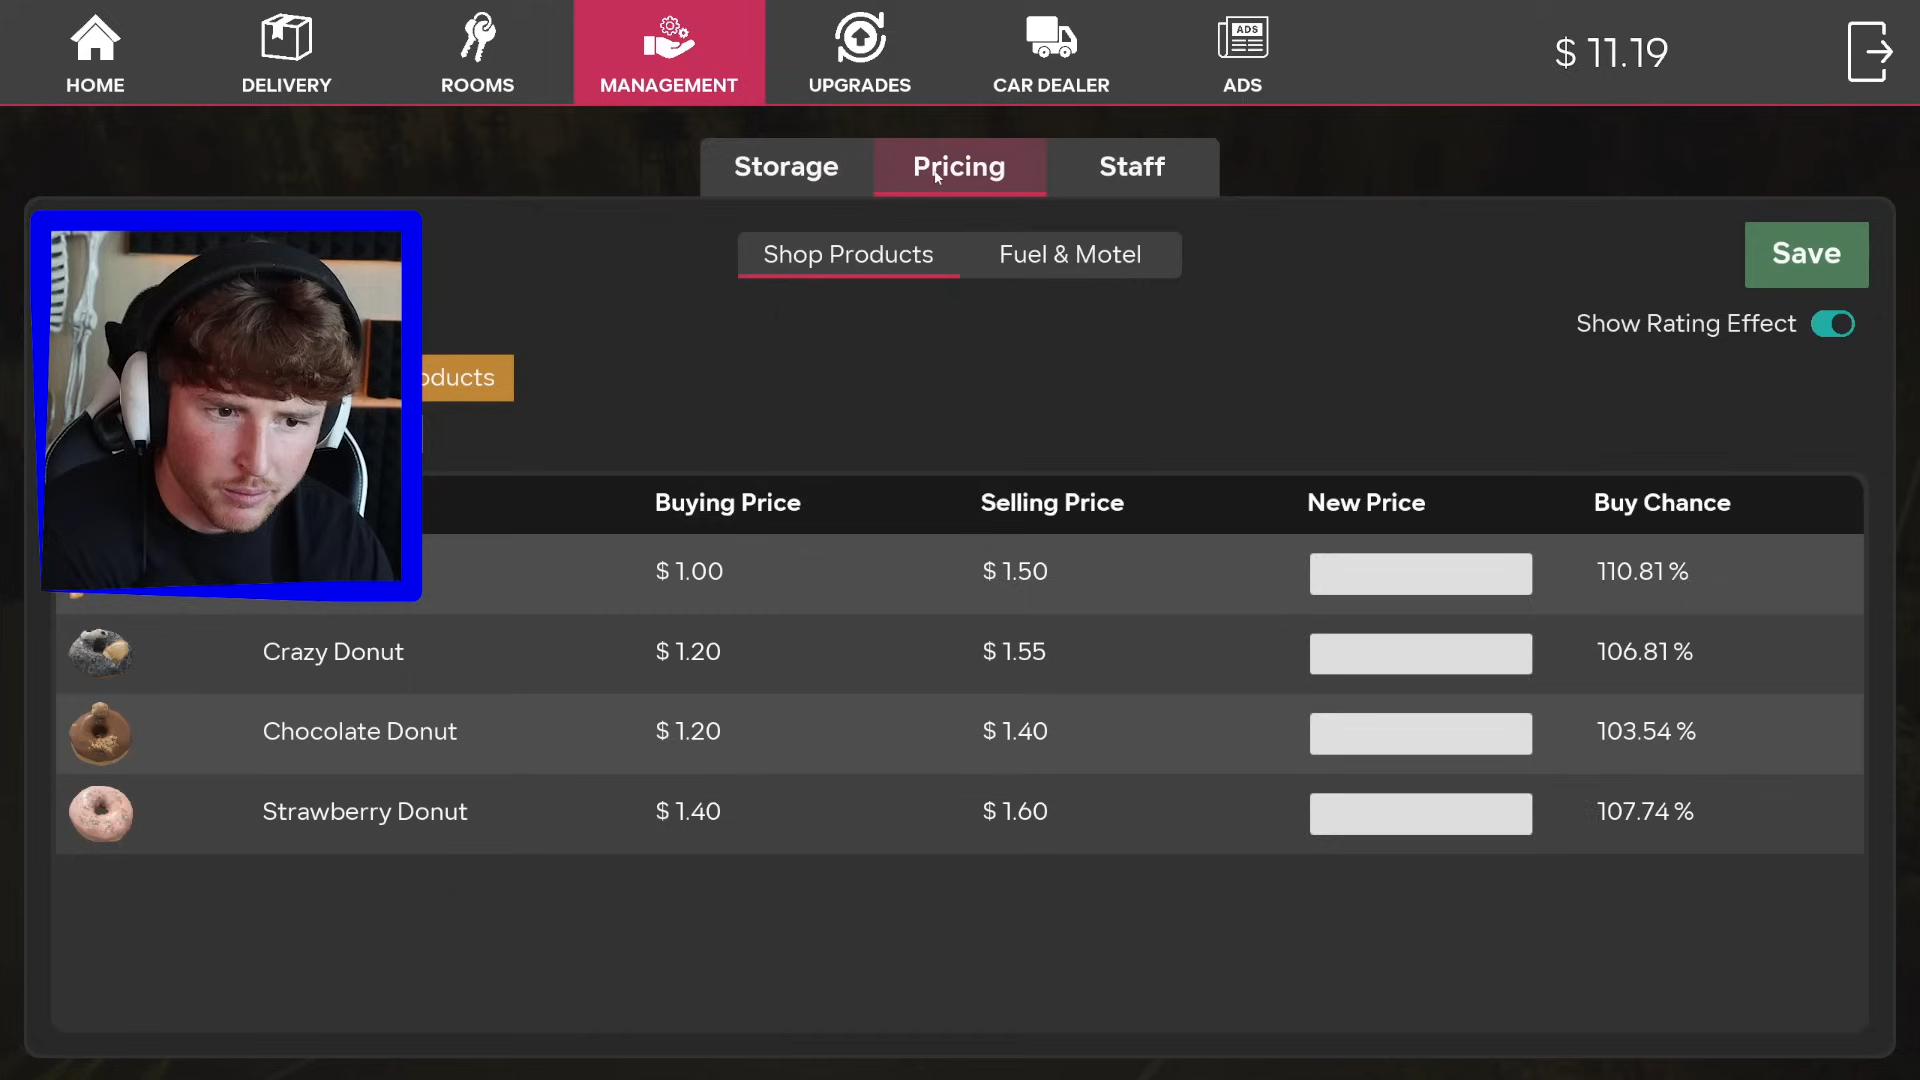 HOME
DELIVERY
ROOMS
MANAGEMENT
UPGRADES
CAR DEALER
ADS
ADS
$ 11.19
Storage
Pricing
Staff
Shop Products
Fuel & Motel
Save
Show Rating Effect
oducts
Buying Price
Selling Price
New Price
Buy Chance
$ 1.00
$ 1.50
110.81 %
Crazy Donut
$ 1.20
$ 1.55
106.81 %
Chocolate Donut
$ 1.20
$ 1.40
103.54 %
Strawberry Donut
$ 1.40
$ 1.60
107.74 %